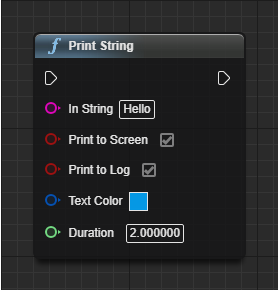 Print String
In String Hello
Print to Screen
Print to Log
Text Color
Duration 2.000000